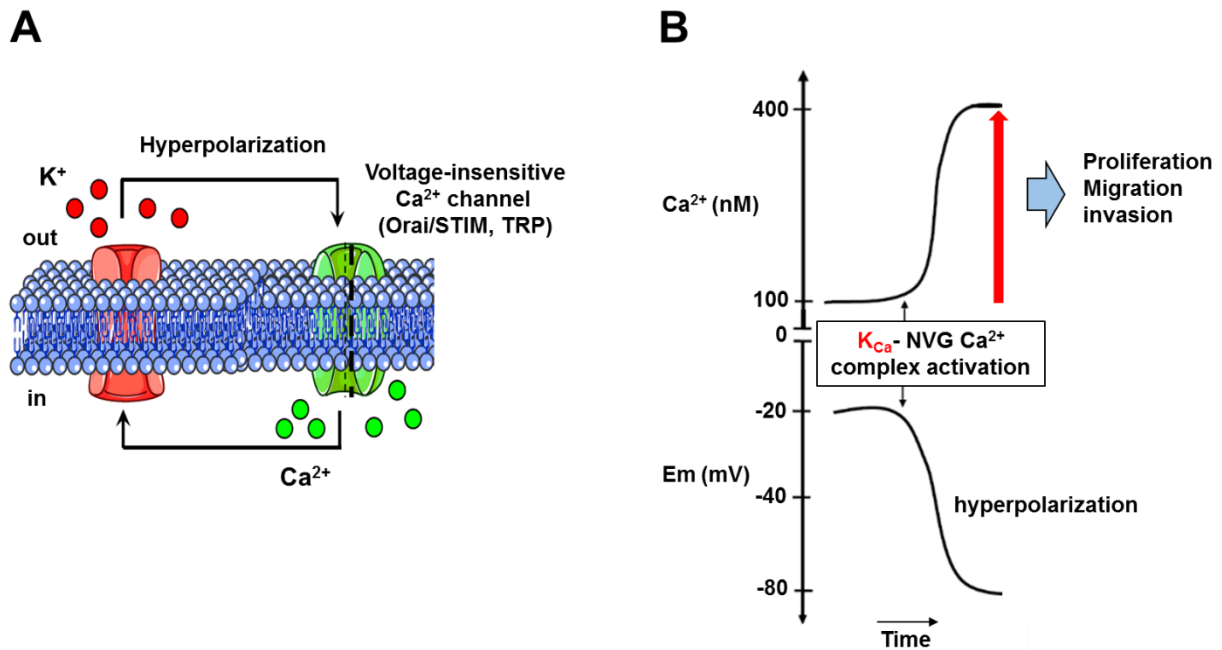 A
Hyperpolarization
K⁺
Voltage-insensitive
Ca²⁺ channel
(Orai/STIM, TRP)
out
in
Ca²⁺
B
400
Ca²⁺ (nM)
Proliferation
Migration
invasion
100
0
K_Ca- NVG Ca²⁺
complex activation
-20
Em (mV)
-40
hyperpolarization
-80
Time